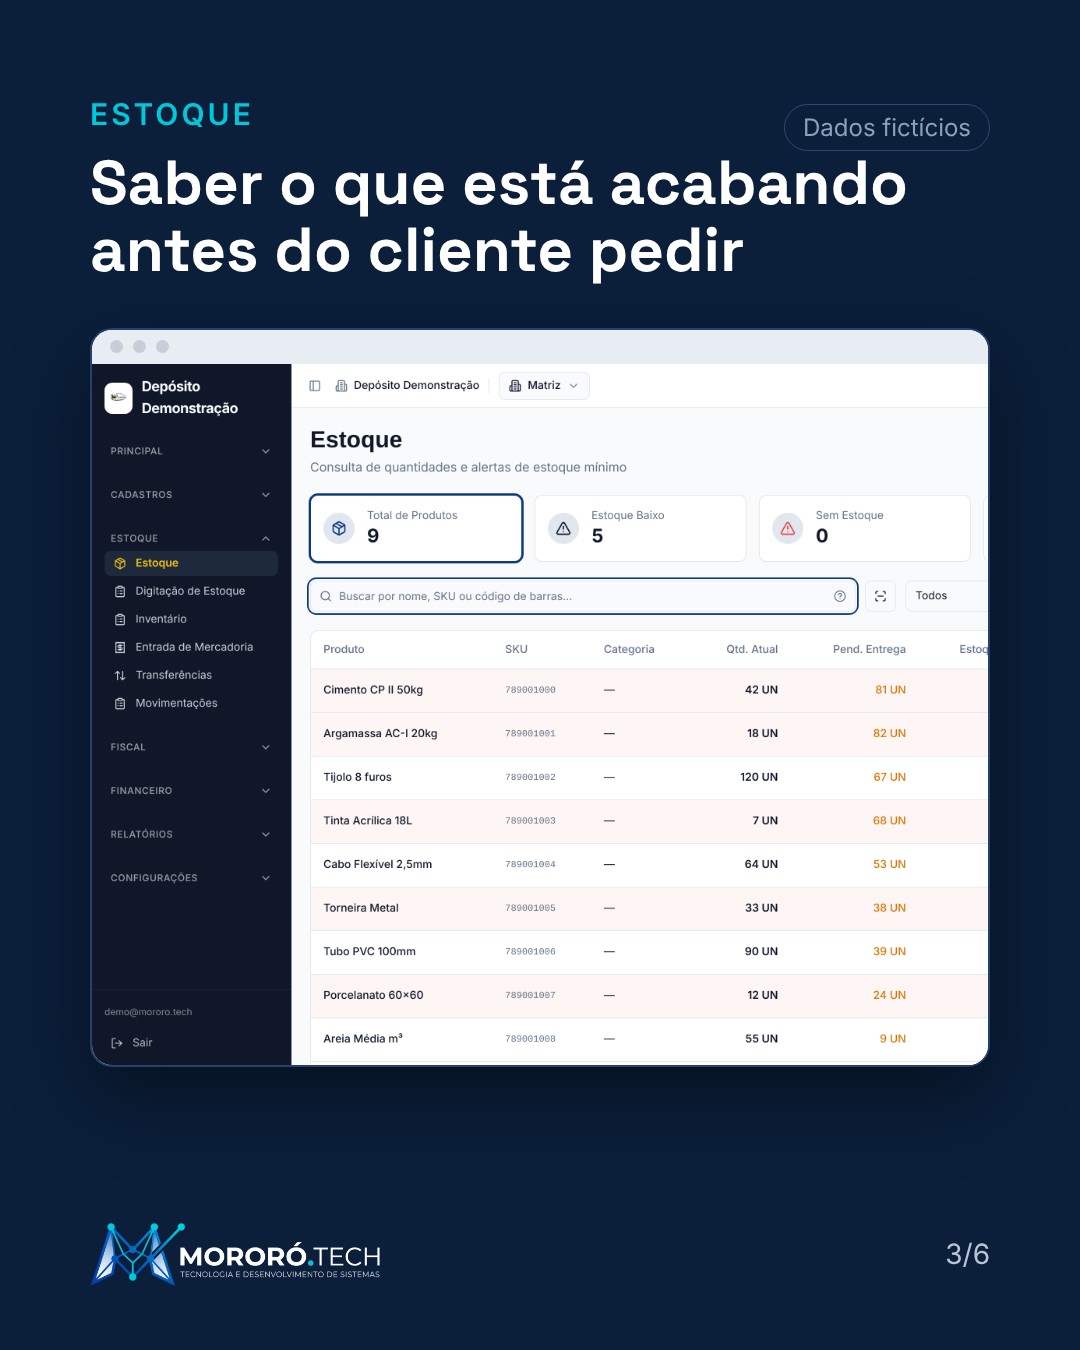 ESTOQUE
Dados fictícios
Saber o que está acabando
antes do cliente pedir
Depósito
Demonstração
PRINCIPAL
CADASTROS
ESTOQUE
Estoque
Digitação de Estoque
Inventário
Entrada de Mercadoria
Transferências
Movimentações
FISCAL
FINANCEIRO
RELATÓRIOS
CONFIGURAÇÕES
demo@mororo.tech
Sair
Depósito Demonstração
Matriz
Estoque
Consulta de quantidades e alertas de estoque mínimo
Total de Produtos
9
Estoque Baixo
5
Sem Estoque
0
Buscar por nome, SKU ou código de barras...
Todos
Produto SKU Categoria Qtd. Atual Pend. Entrega Estoq
Cimento CP II 50kg 789001000 — 42 UN 81 UN
Argamassa AC-I 20kg 789001001 — 18 UN 82 UN
Tijolo 8 furos 789001002 — 120 UN 67 UN
Tinta Acrílica 18L 789001003 — 7 UN 68 UN
Cabo Flexível 2,5mm 789001004 — 64 UN 53 UN
Torneira Metal 789001005 — 33 UN 38 UN
Tubo PVC 100mm 789001006 — 90 UN 39 UN
Porcelanato 60×60 789001007 — 12 UN 24 UN
Areia Média m³ 789001008 — 55 UN 9 UN
MORORÓ.TECH
TECNOLOGIA E DESENVOLVIMENTO DE SISTEMAS
3/6